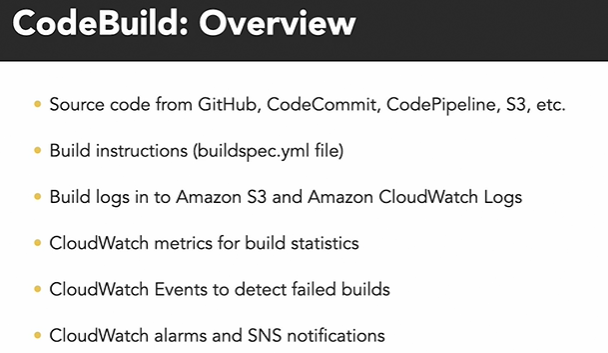 CodeBuild: Overview
• Source code from GitHub, CodeCommit, CodePipeline, S3, etc.
• Build instructions (buildspec.yml file)
• Build logs in to Amazon S3 and Amazon CloudWatch Logs
• CloudWatch metrics for build statistics
• CloudWatch Events to detect failed builds
• CloudWatch alarms and SNS notifications